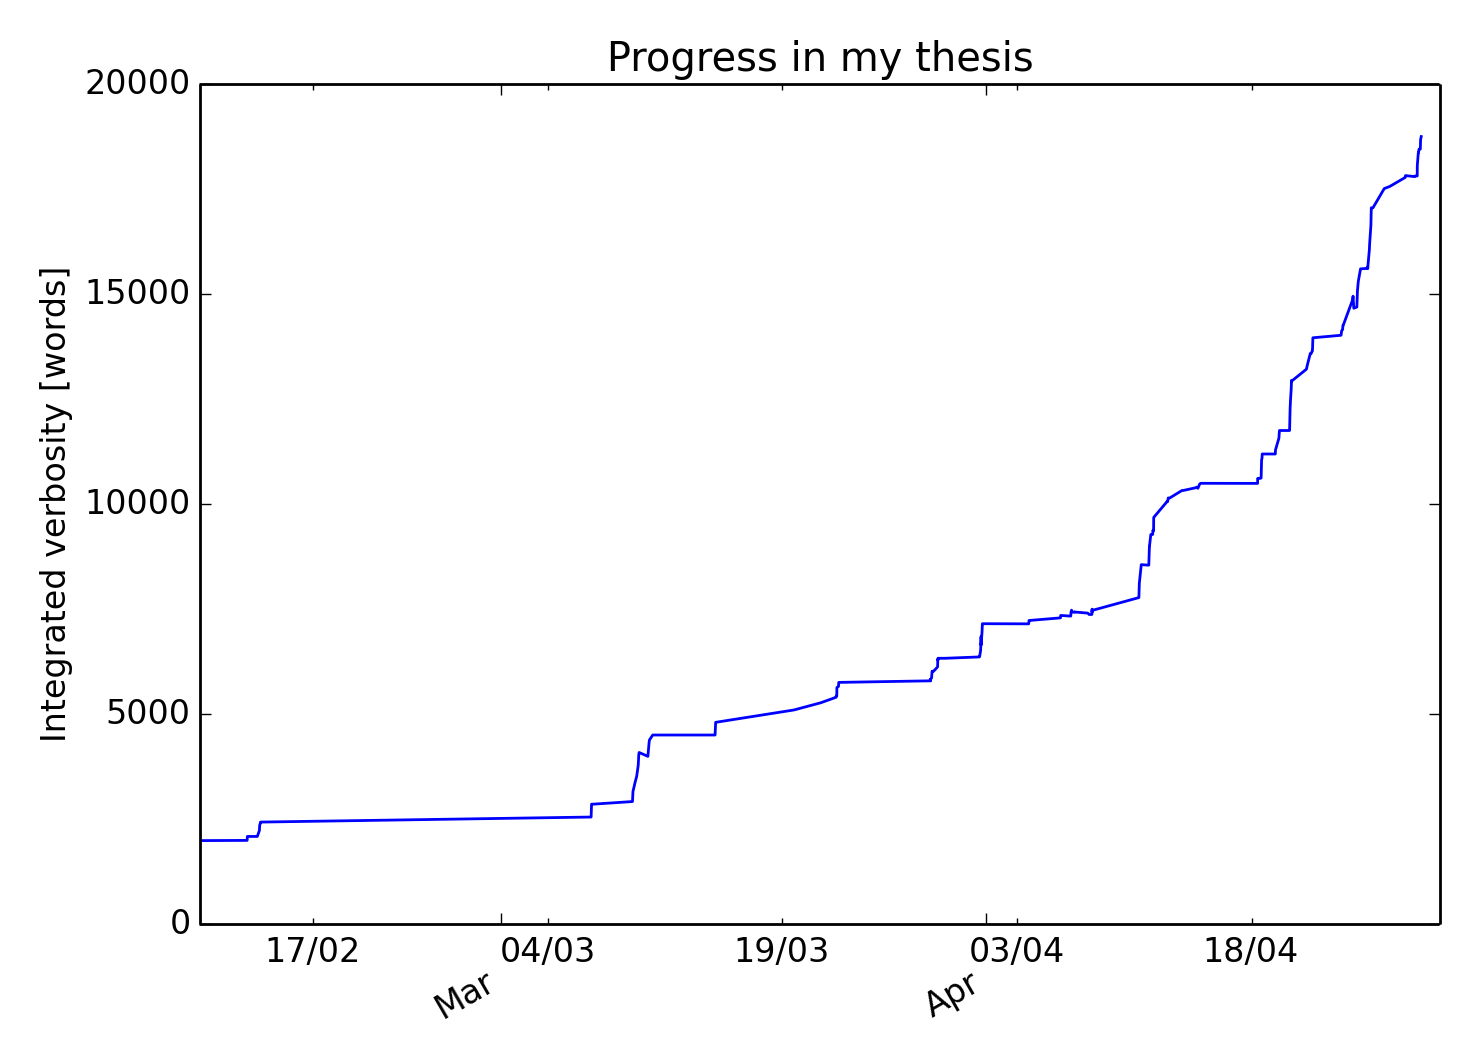 Progress in my thesis
20000
15000
10000
5000
0
Integrated verbosity [words]
17/02
04/03
19/03
03/04
18/04
Mar
Apr